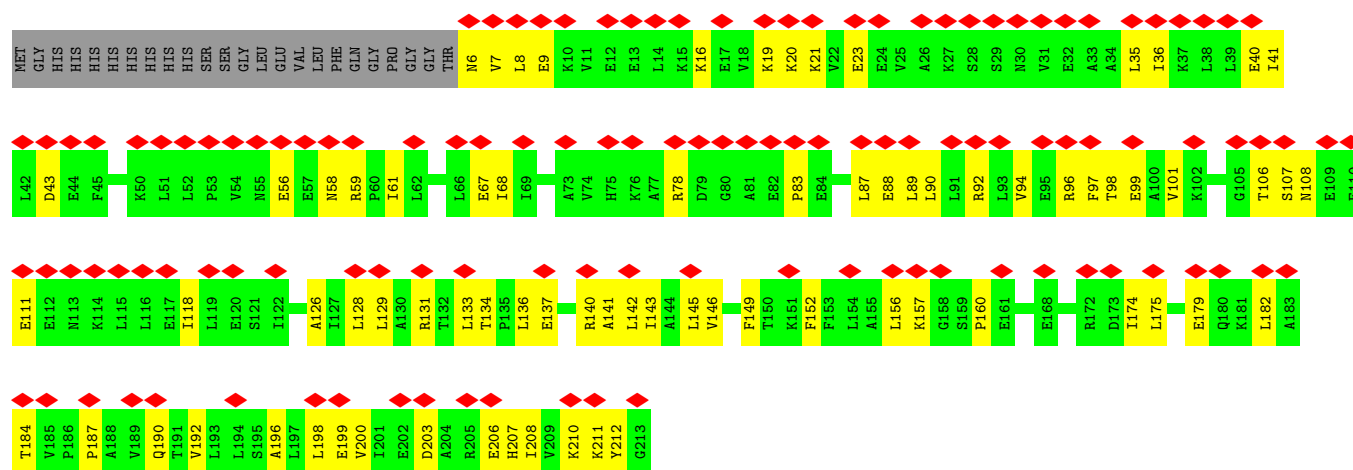 MET GLY HIS HIS HIS HIS HIS HIS HIS HIS HIS HIS SER SER GLY LEU GLU VAL LEU PHE GLN GLY PRO GLY GLY THR N6 V7 L8 E9 K10 V11 E12 E13 L14 K15 K16 E17 V18 K19 K20 K21 V22 E23 E24 V25 A26 K27 S28 S29 N30 V31 E32 A33 A34 L35 I36 K37 L38 L39 E40 I41
L42 D43 E44 F45 K50 L51 L52 P53 V54 N55 E56 E57 N58 R59 P60 I61 L62 L66 E67 I68 I69 A73 V74 H75 K76 A77 R78 D79 G80 A81 E82 P83 E84 L87 E88 L89 L90 L91 R92 L93 V94 E95 R96 F97 T98 E99 A100 V101 K102 G105 T106 S107 N108 E109
E111 E112 N113 K114 L115 L116 E117 I118 L119 E120 S121 I122 A126 I127 L128 L129 A130 R131 T132 L133 T134 P135 L136 E137 R140 A141 L142 I143 A144 L145 V146 F149 T150 K151 F152 F153 L154 A155 L156 K157 G158 S159 P160 E161 E168 R172 D173 I174 L175 E179 Q180 K181 L182 A183
T184 V185 P186 P187 A188 V189 Q190 T191 V192 L193 L194 S195 A196 L197 L198 E199 V200 I201 E202 D203 A204 R205 E206 H207 I208 V209 K210 K211 Y212 G213